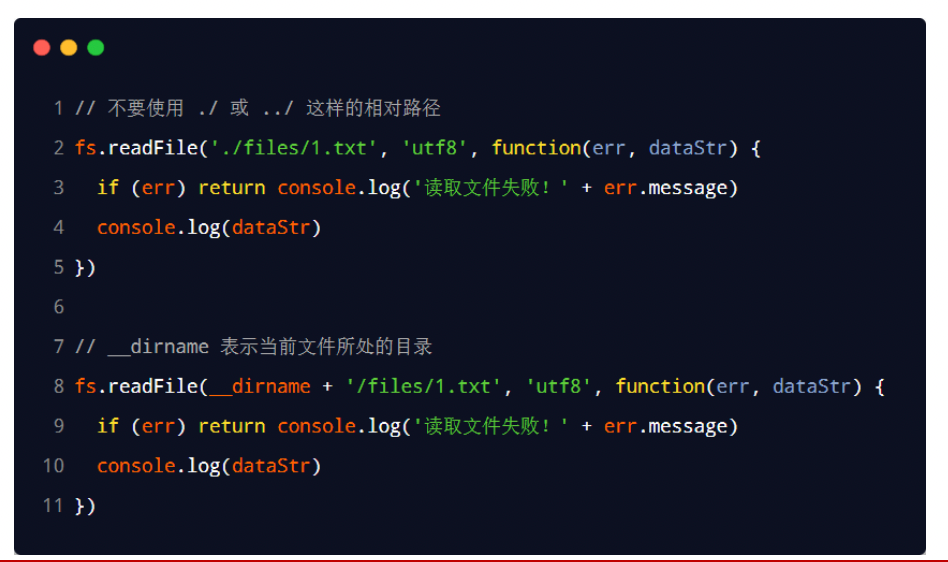 1 // 不要使用 ./ 或 ../ 这样的相对路径
2 fs.readFile('./files/1.txt', 'utf8', function(err, dataStr) {
3   if (err) return console.log('读取文件失败！' + err.message)
4   console.log(dataStr)
5 })
6
7 // __dirname 表示当前文件所处的目录
8 fs.readFile(__dirname + '/files/1.txt', 'utf8', function(err, dataStr) {
9   if (err) return console.log('读取文件失败！' + err.message)
10   console.log(dataStr)
11 })